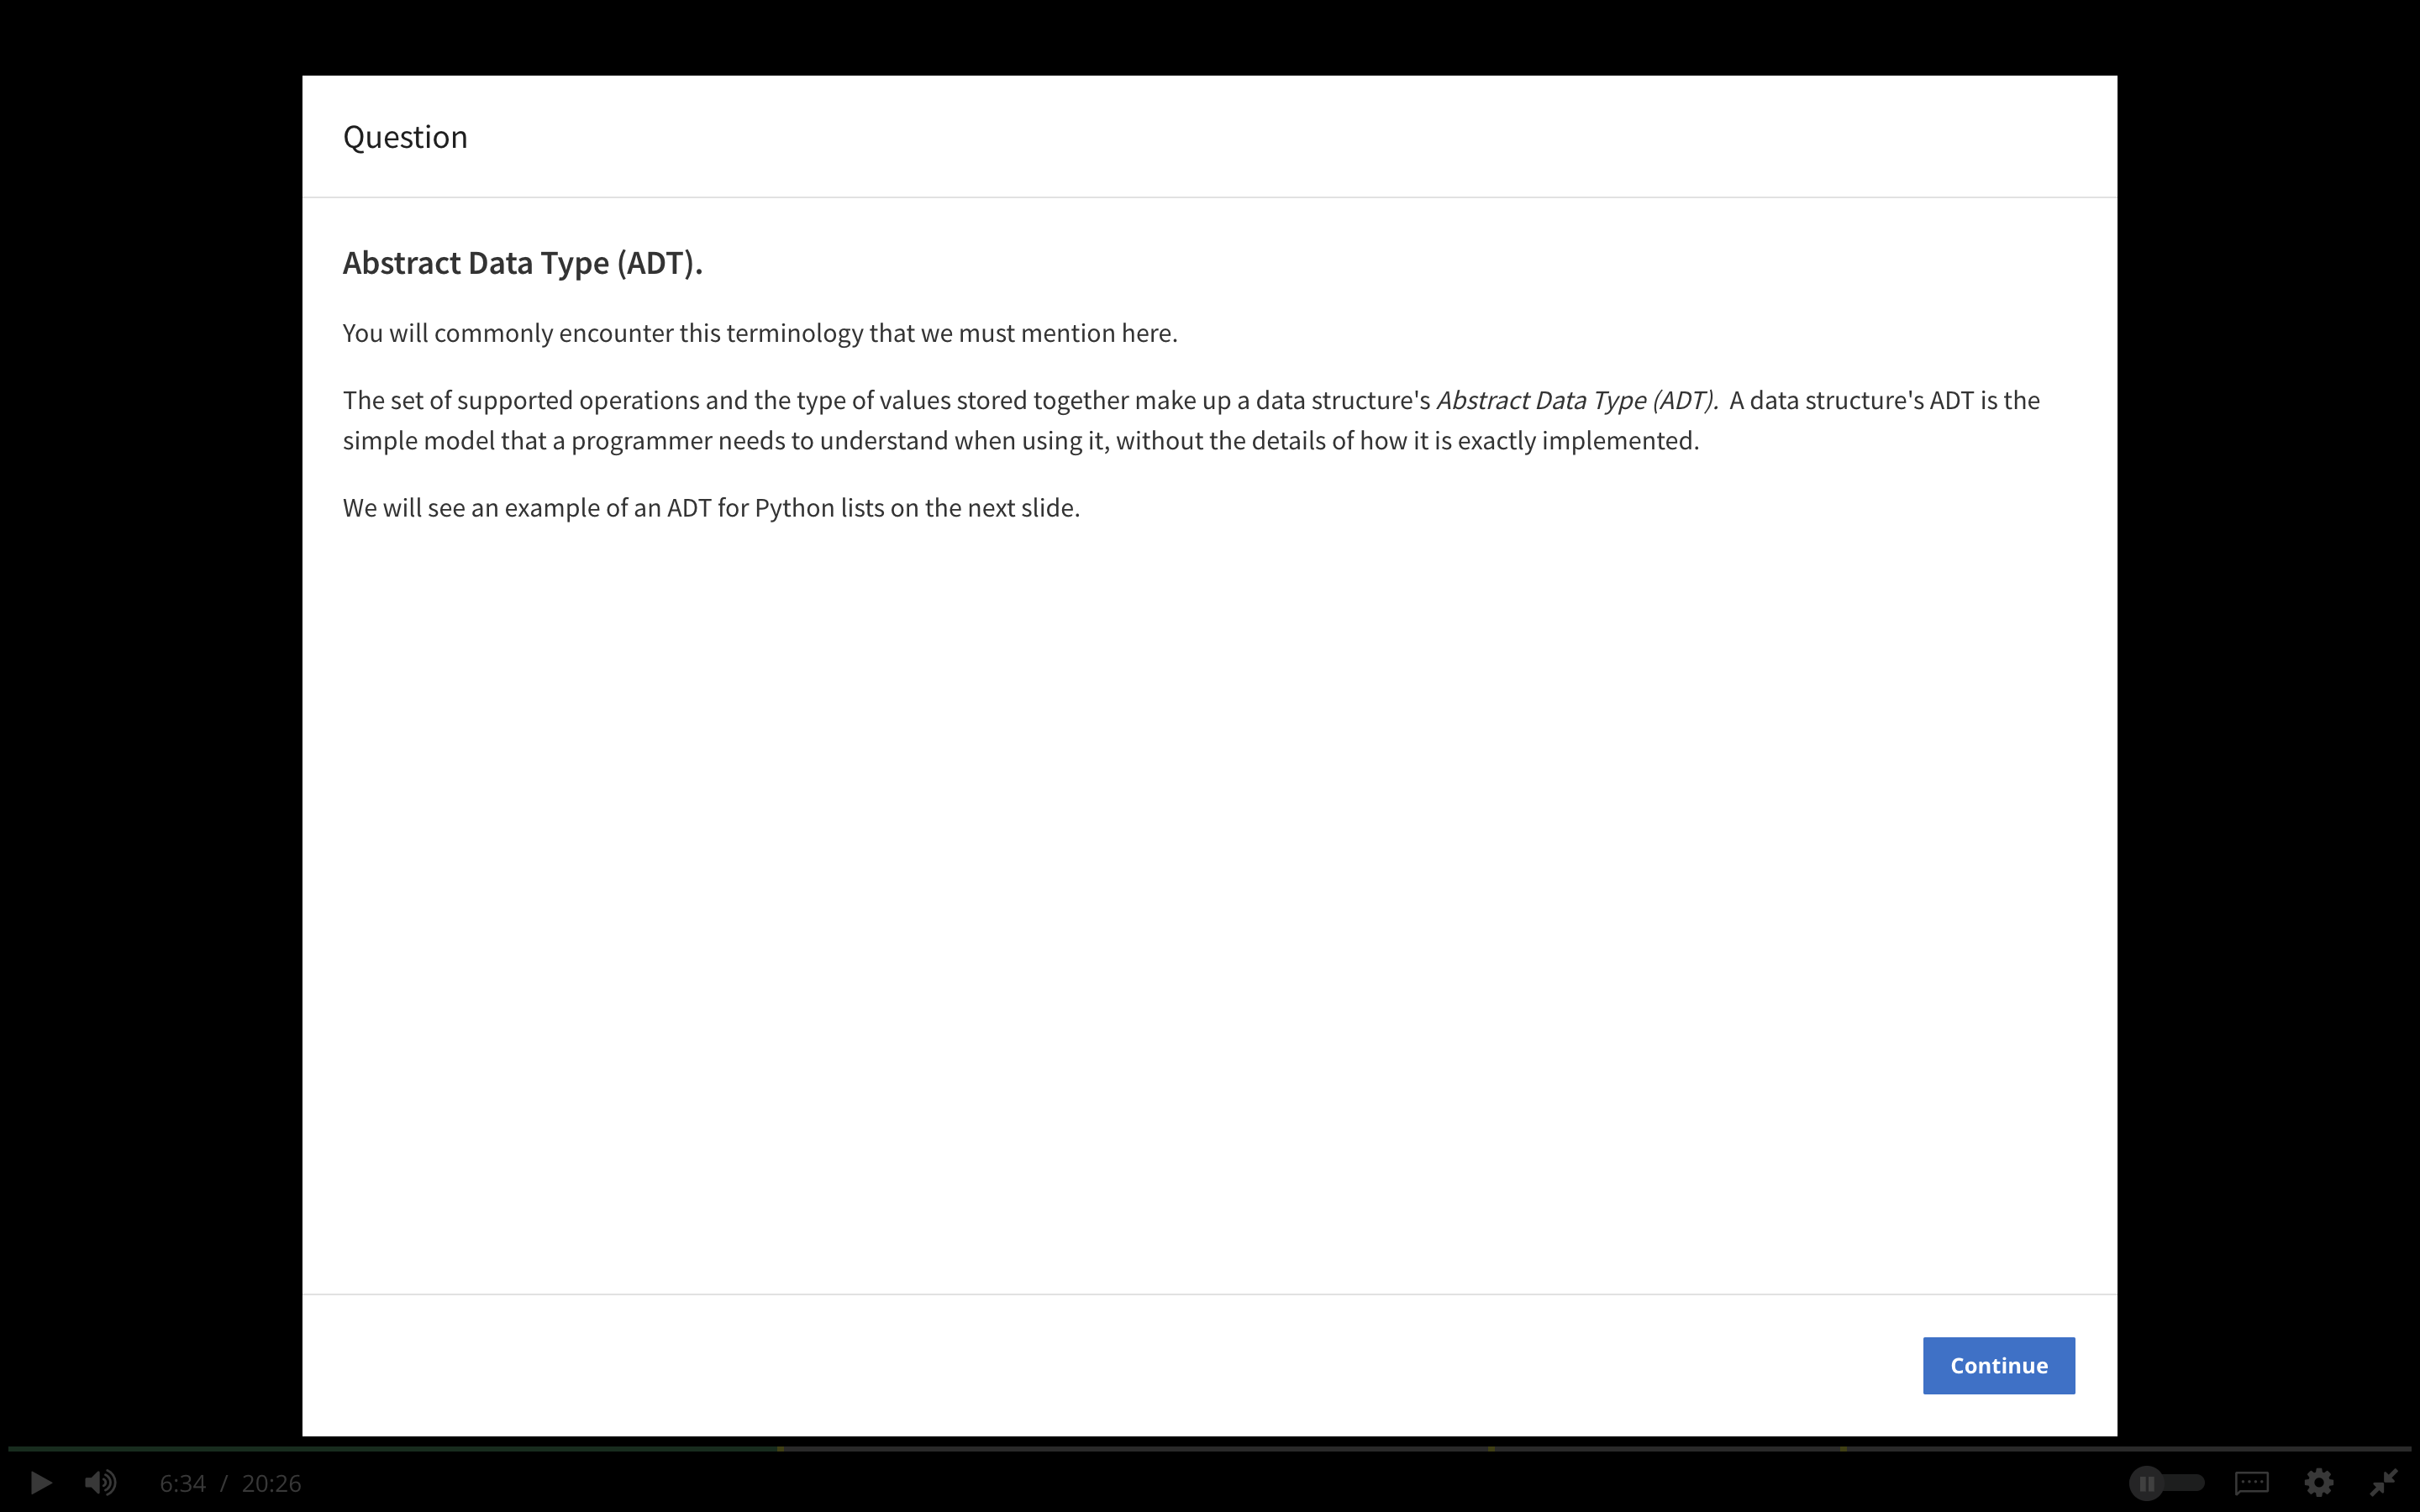 Question
Abstract Data Type (ADT).
You will commonly encounter this terminology that we must mention here.
The set of supported operations and the type of values stored together make up a data structure's Abstract Data Type (ADT). A data structure's ADT is the
simple model that a programmer needs to understand when using it, without the details of how it is exactly implemented.
We will see an example of an ADT for Python lists on the next slide.
Continue
6:34 / 20:26